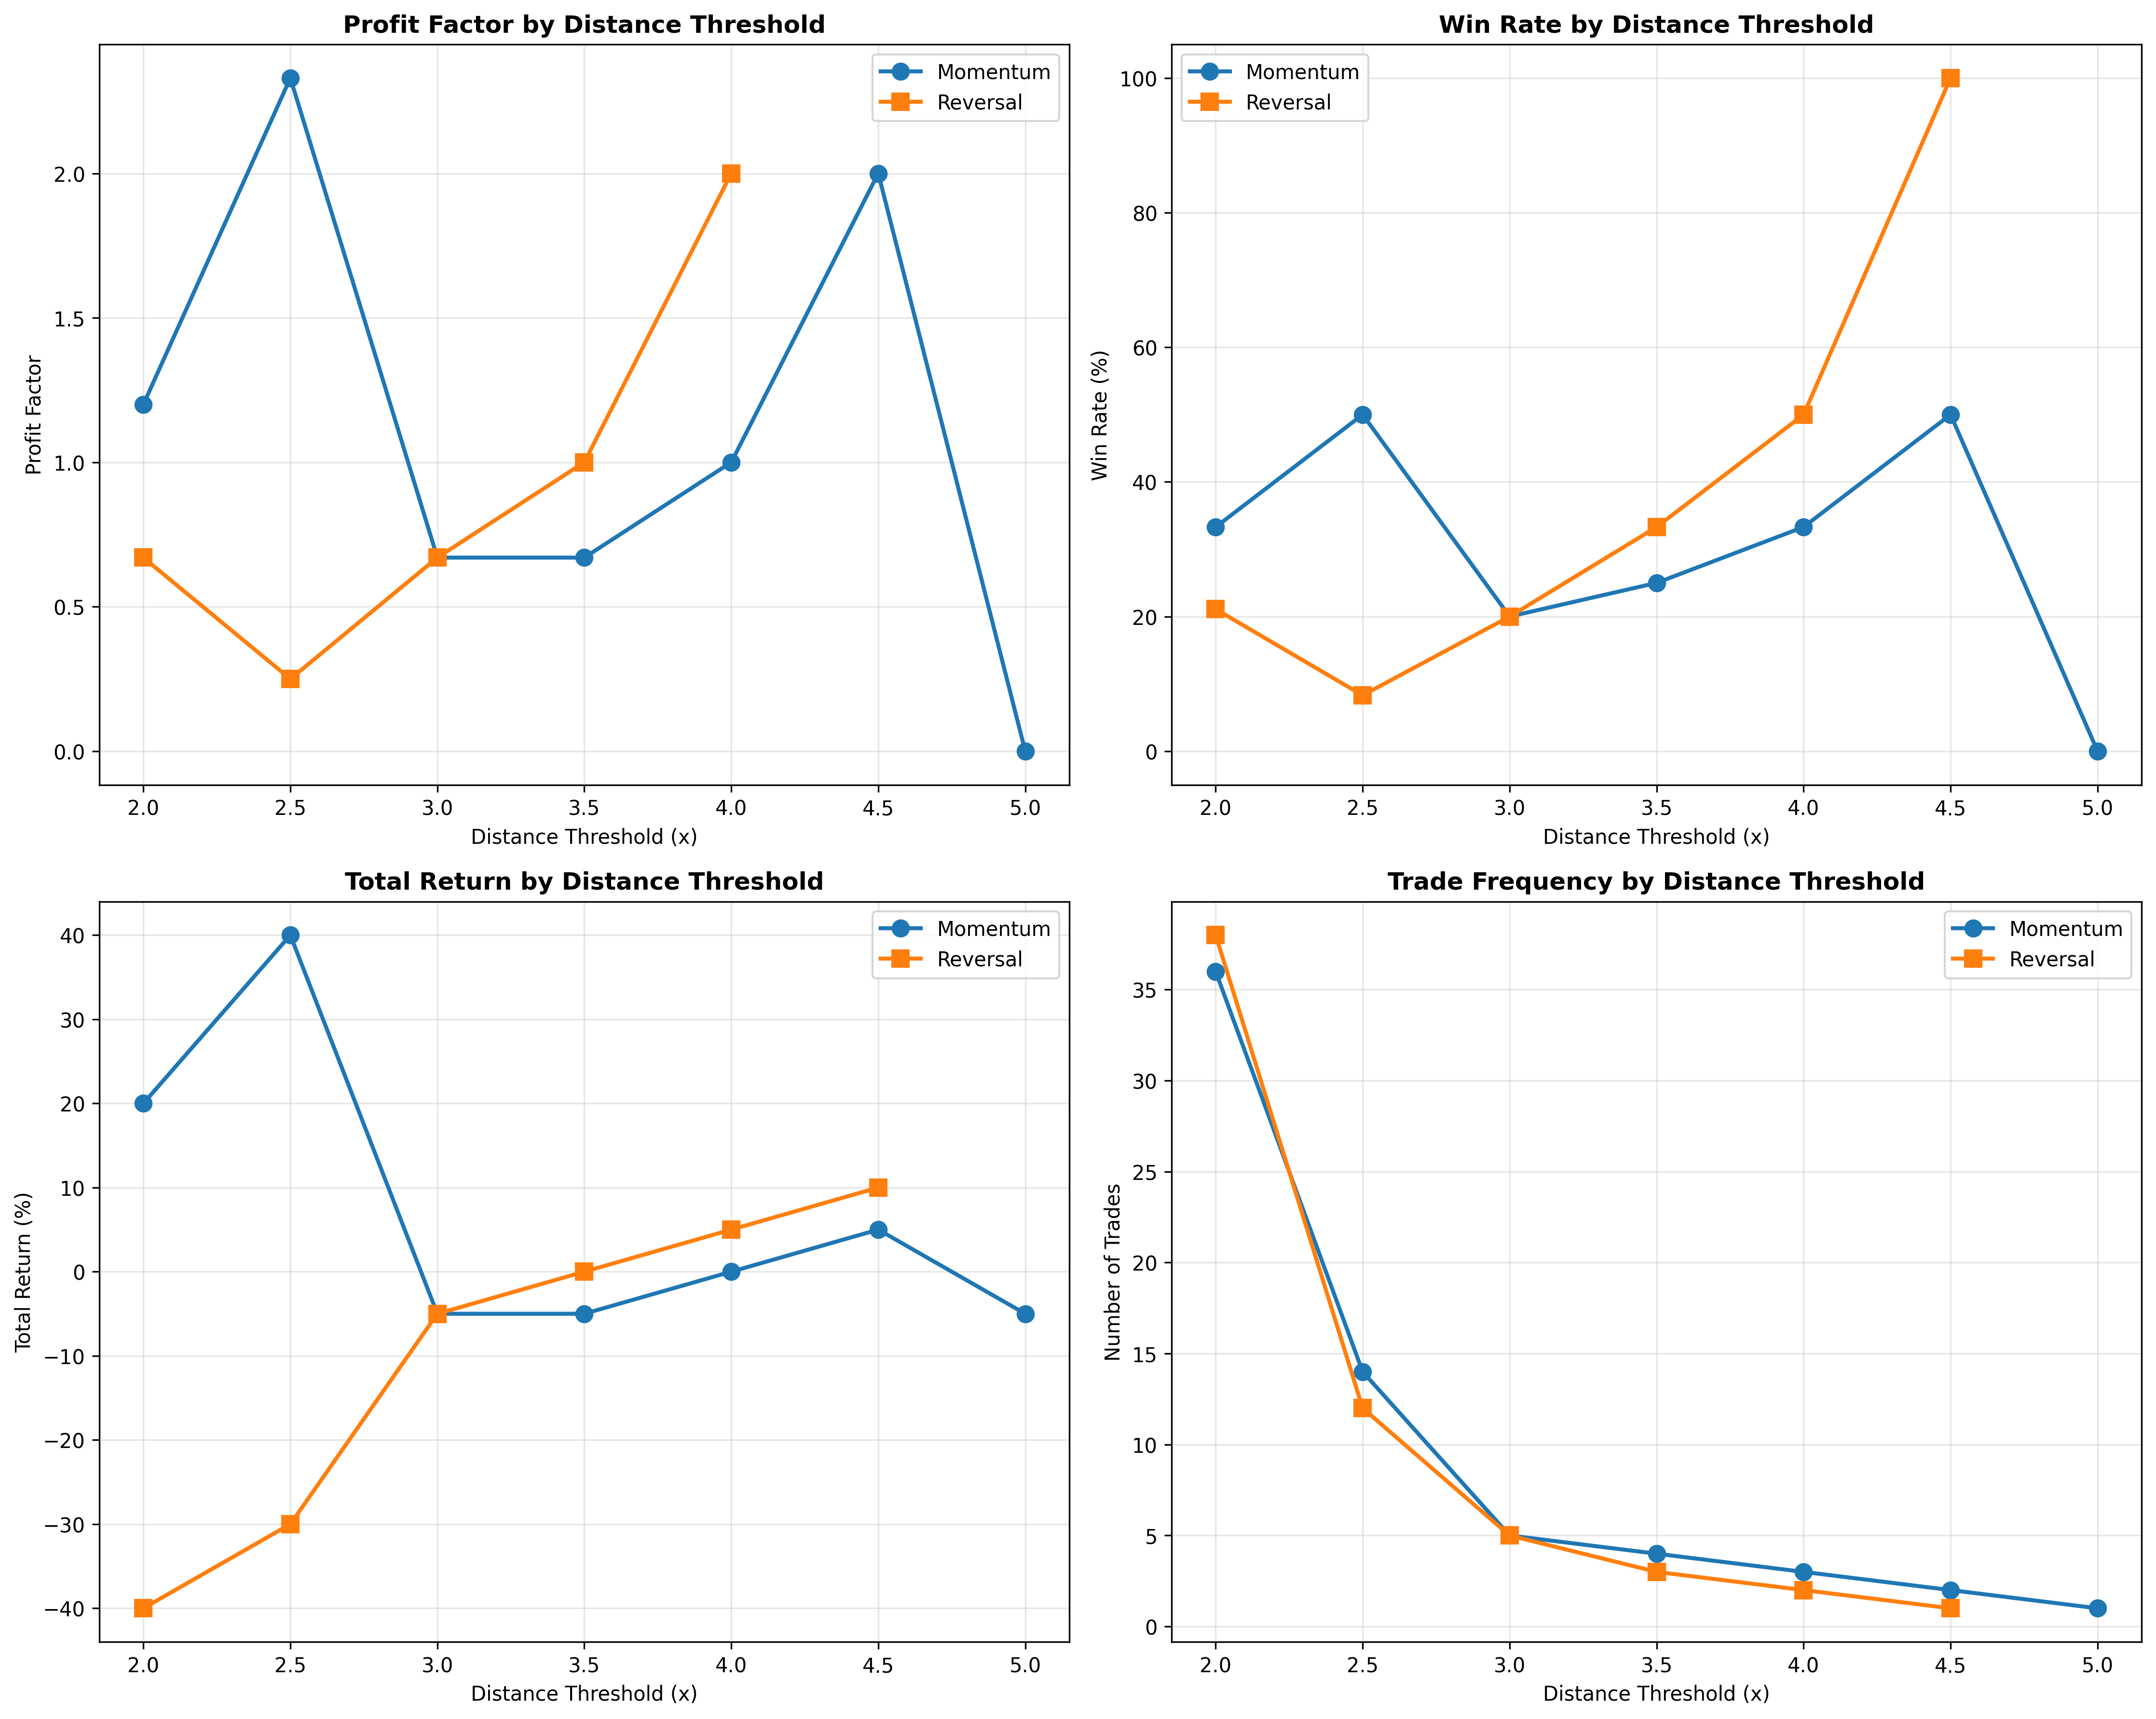 Profit Factor by Distance Threshold
Momentum
Reversal
Profit Factor
2.0
1.5
1.0
0.5
0.0
2.0 2.5 3.0 3.5 4.0 4.5 5.0
Distance Threshold (x)
Win Rate by Distance Threshold
Momentum
Reversal
Win Rate (%)
100
80
60
40
20
0
2.0 2.5 3.0 3.5 4.0 4.5 5.0
Distance Threshold (x)
Total Return by Distance Threshold
Momentum
Reversal
Total Return (%)
40
30
20
10
0
−10
−20
−30
−40
2.0 2.5 3.0 3.5 4.0 4.5 5.0
Distance Threshold (x)
Trade Frequency by Distance Threshold
Momentum
Reversal
Number of Trades
35
30
25
20
15
10
5
0
2.0 2.5 3.0 3.5 4.0 4.5 5.0
Distance Threshold (x)